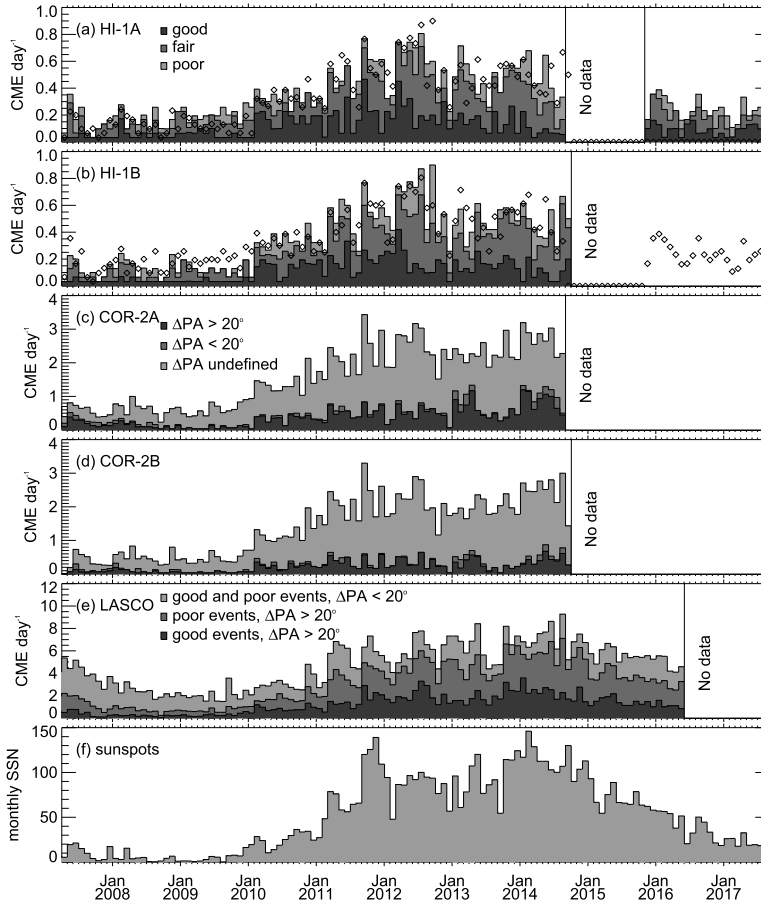 (a) HI-1A
good
fair
poor
CME day-1
1.0
0.8
0.6
0.4
0.2
0.0
No data
(b) HI-1B
CME day-1
1.0
0.8
0.6
0.4
0.2
0.0
No data
(c) COR-2A
ΔPA > 20°
ΔPA < 20°
ΔPA undefined
CME day-1
4
3
2
1
0
No data
(d) COR-2B
CME day-1
4
3
2
1
0
No data
(e) LASCO
good and poor events, ΔPA < 20°
poor events, ΔPA > 20°
good events, ΔPA > 20°
CME day-1
12
10
8
6
4
2
0
No data
(f) sunspots
monthly SSN
150
100
50
0
Jan 2008
Jan 2009
Jan 2010
Jan 2011
Jan 2012
Jan 2013
Jan 2014
Jan 2015
Jan 2016
Jan 2017